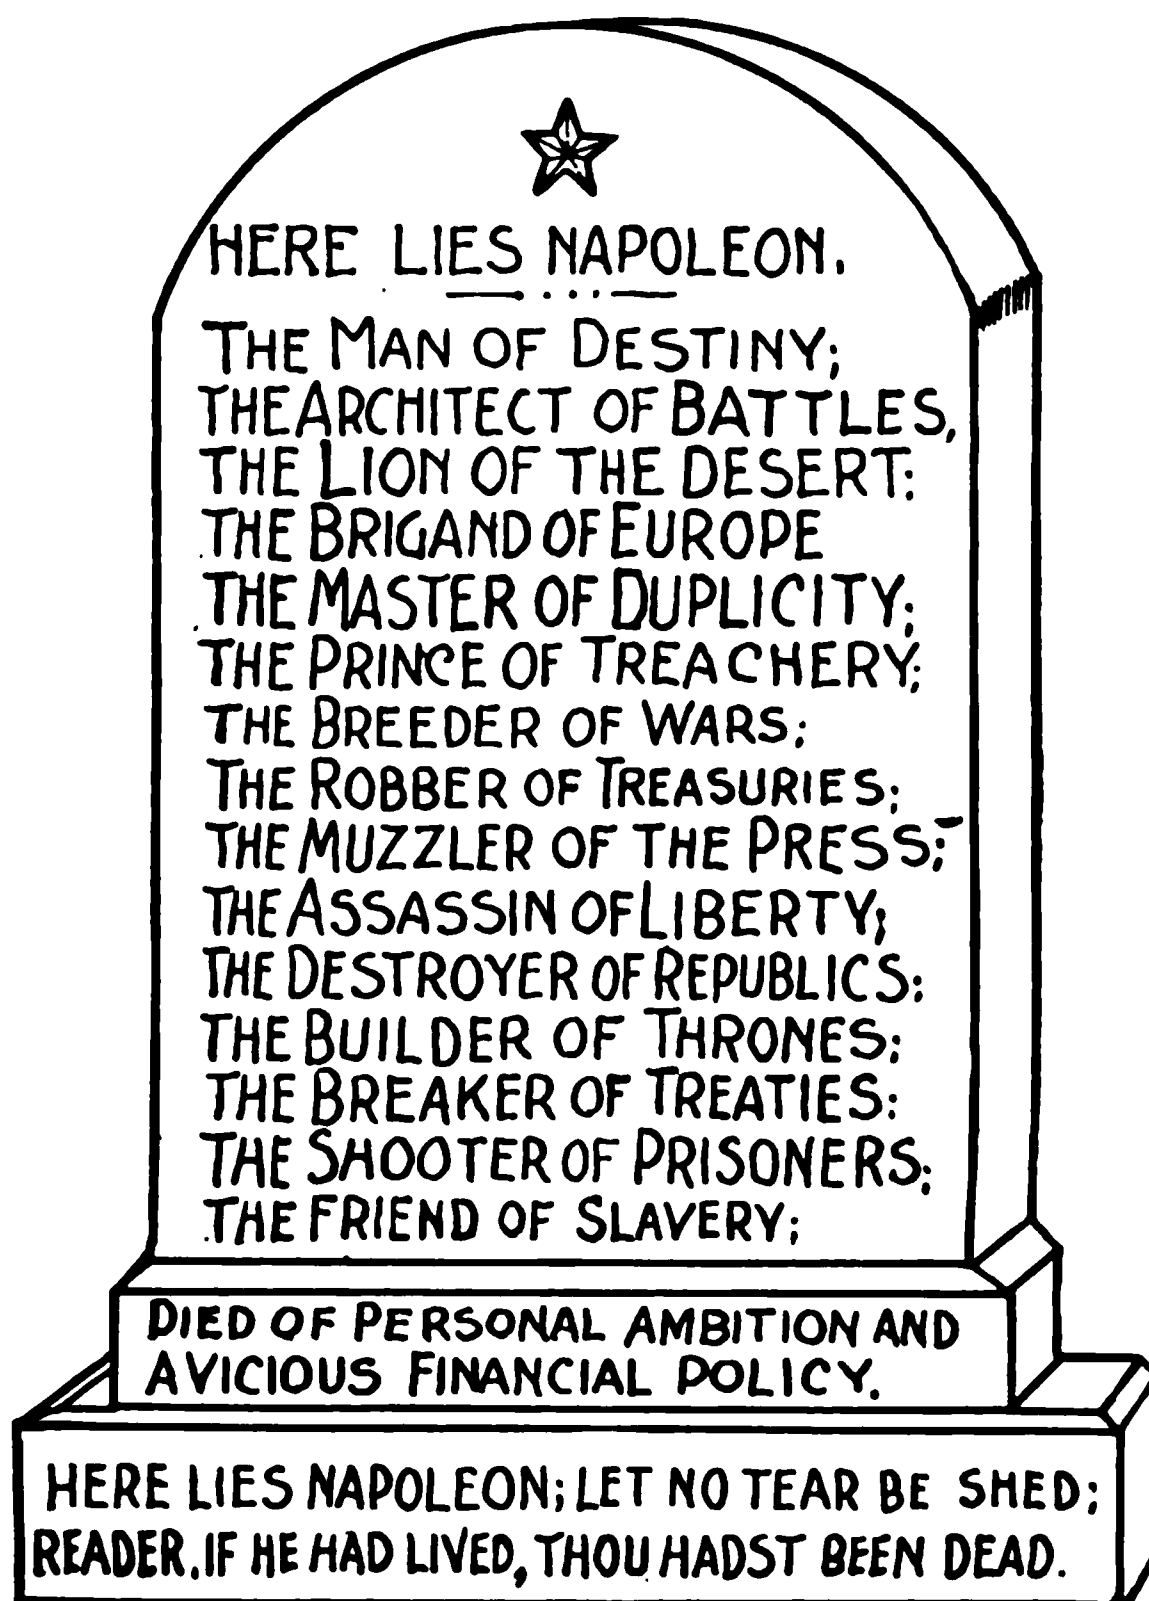 HERE LIES NAPOLEON.
THE MAN OF DESTINY;
THE ARCHITECT OF BATTLES,
THE LION OF THE DESERT:
THE BRIGAND OF EUROPE
THE MASTER OF DUPLICITY;
THE PRINCE OF TREACHERY;
THE BREEDER OF WARS:
THE ROBBER OF TREASURIES;
THE MUZZLER OF THE PRESS;
THE ASSASSIN OF LIBERTY;
THE DESTROYER OF REPUBLICS:
THE BUILDER OF THRONES:
THE BREAKER OF TREATIES:
THE SHOOTER OF PRISONERS;
THE FRIEND OF SLAVERY;
DIED OF PERSONAL AMBITION AND
A VICIOUS FINANCIAL POLICY.
HERE LIES NAPOLEON; LET NO TEAR BE SHED;
READER, IF HE HAD LIVED, THOU HADST BEEN DEAD.